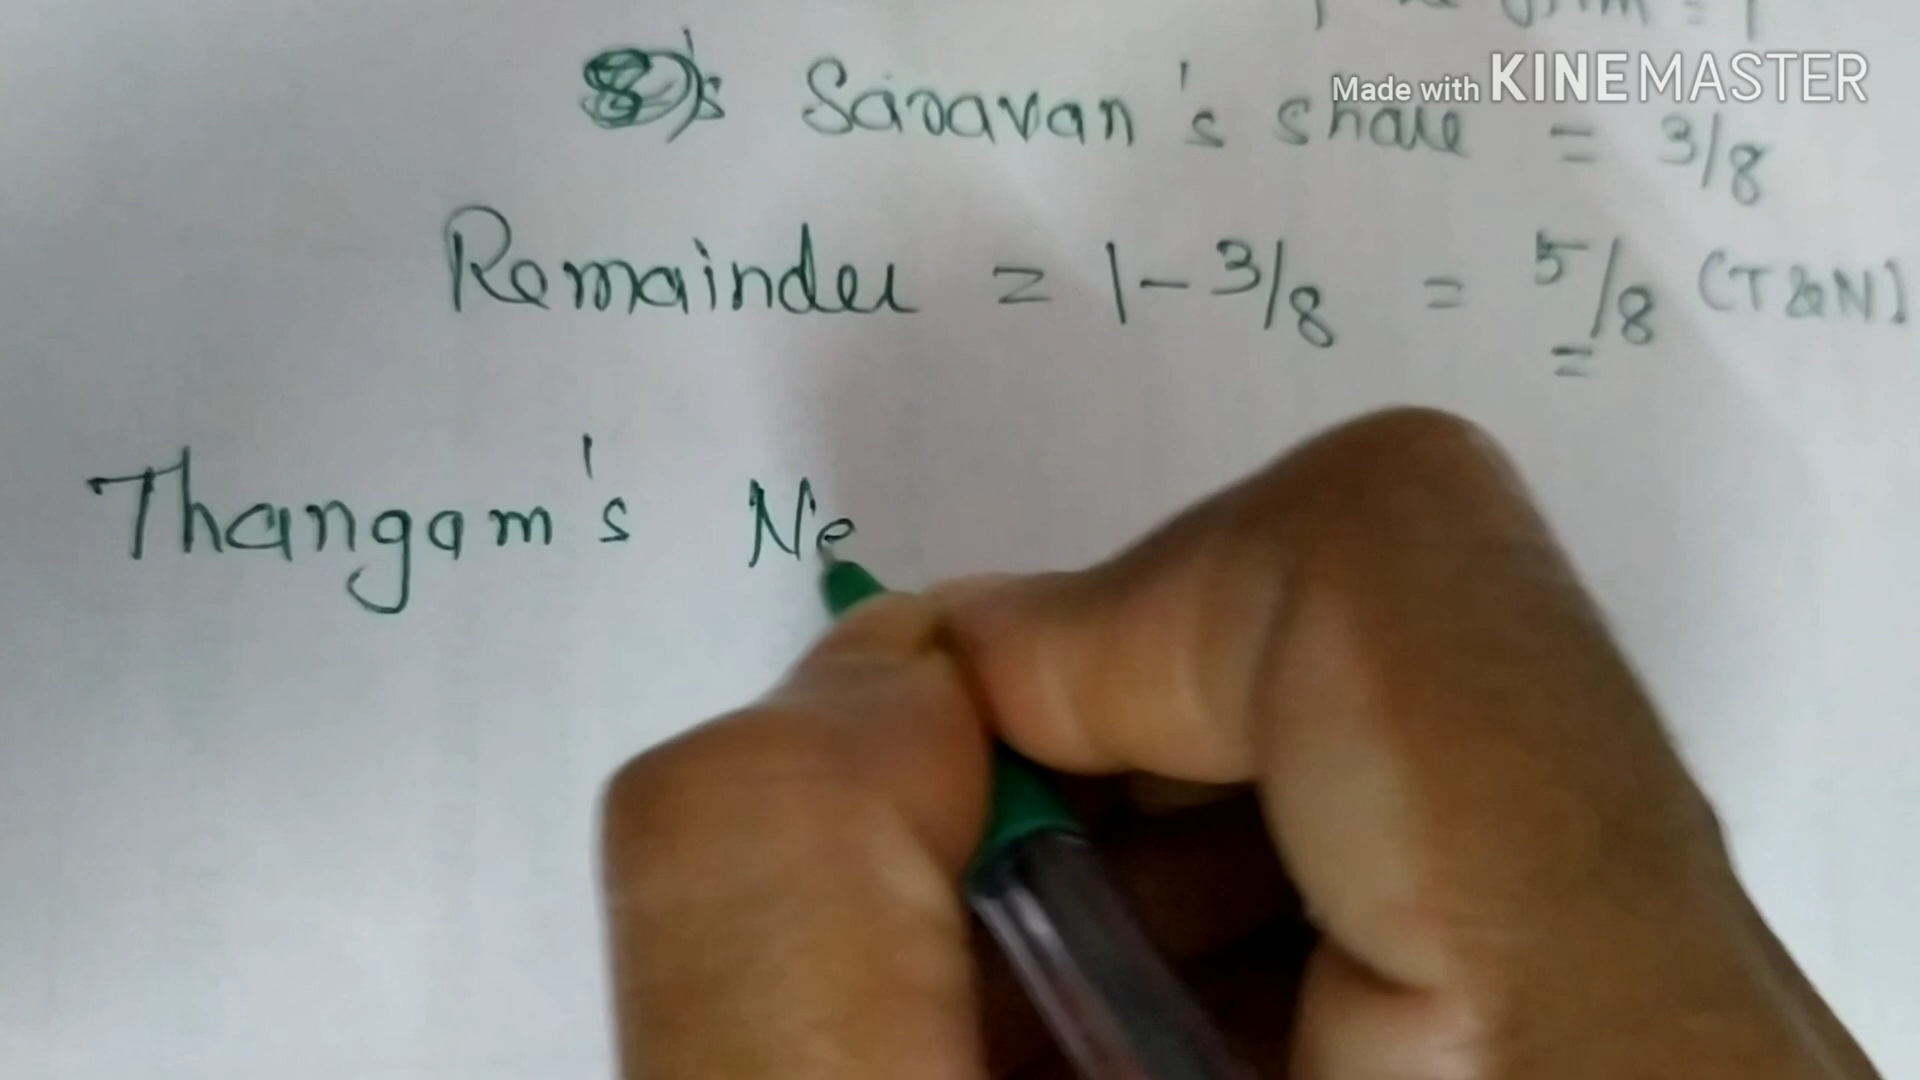 Made with KINEMASTER
Saravan's share = 3/8
Remainder = 1 - 3/8 = 5/8 (T & N)
Thangam's Ne